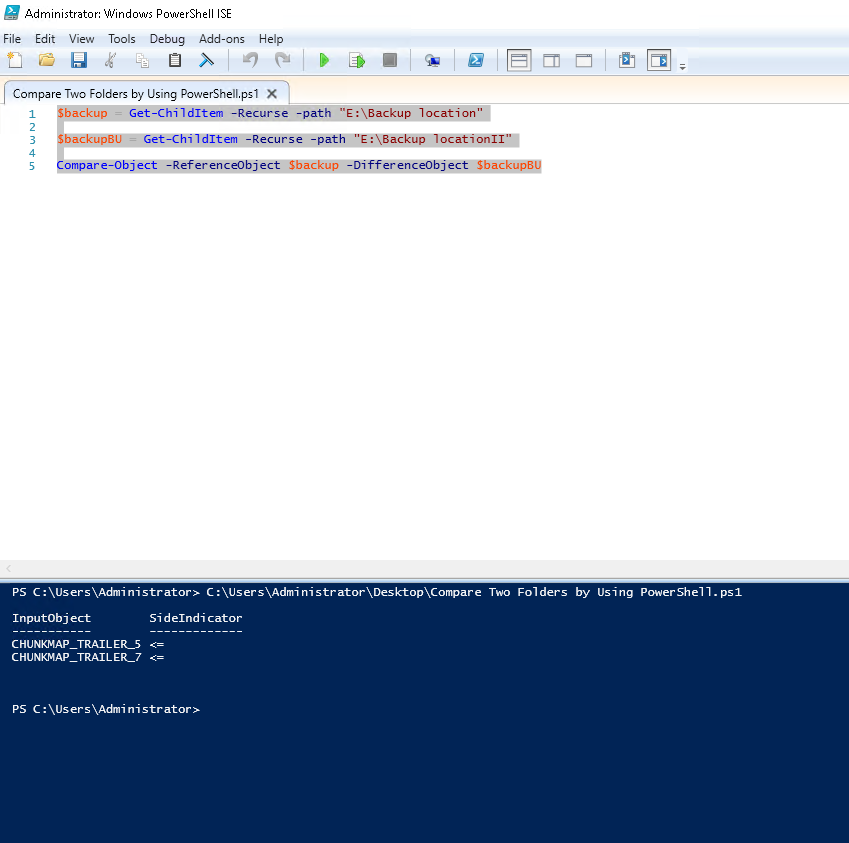 Administrator: Windows PowerShell ISE
File Edit View Tools Debug Add-ons Help
Compare Two Folders by Using PowerShell.ps1
1 $backup = Get-ChildItem -Recurse -path "E:\Backup location"
2
3 $backupBU = Get-ChildItem -Recurse -path "E:\Backup locationII"
4
5 Compare-Object -ReferenceObject $backup -DifferenceObject $backupBU
PS C:\Users\Administrator> C:\Users\Administrator\Desktop\Compare Two Folders by Using PowerShell.ps1
InputObject SideIndicator
----------- -------------
CHUNKMAP_TRAILER_5 <=
CHUNKMAP_TRAILER_7 <=
PS C:\Users\Administrator>